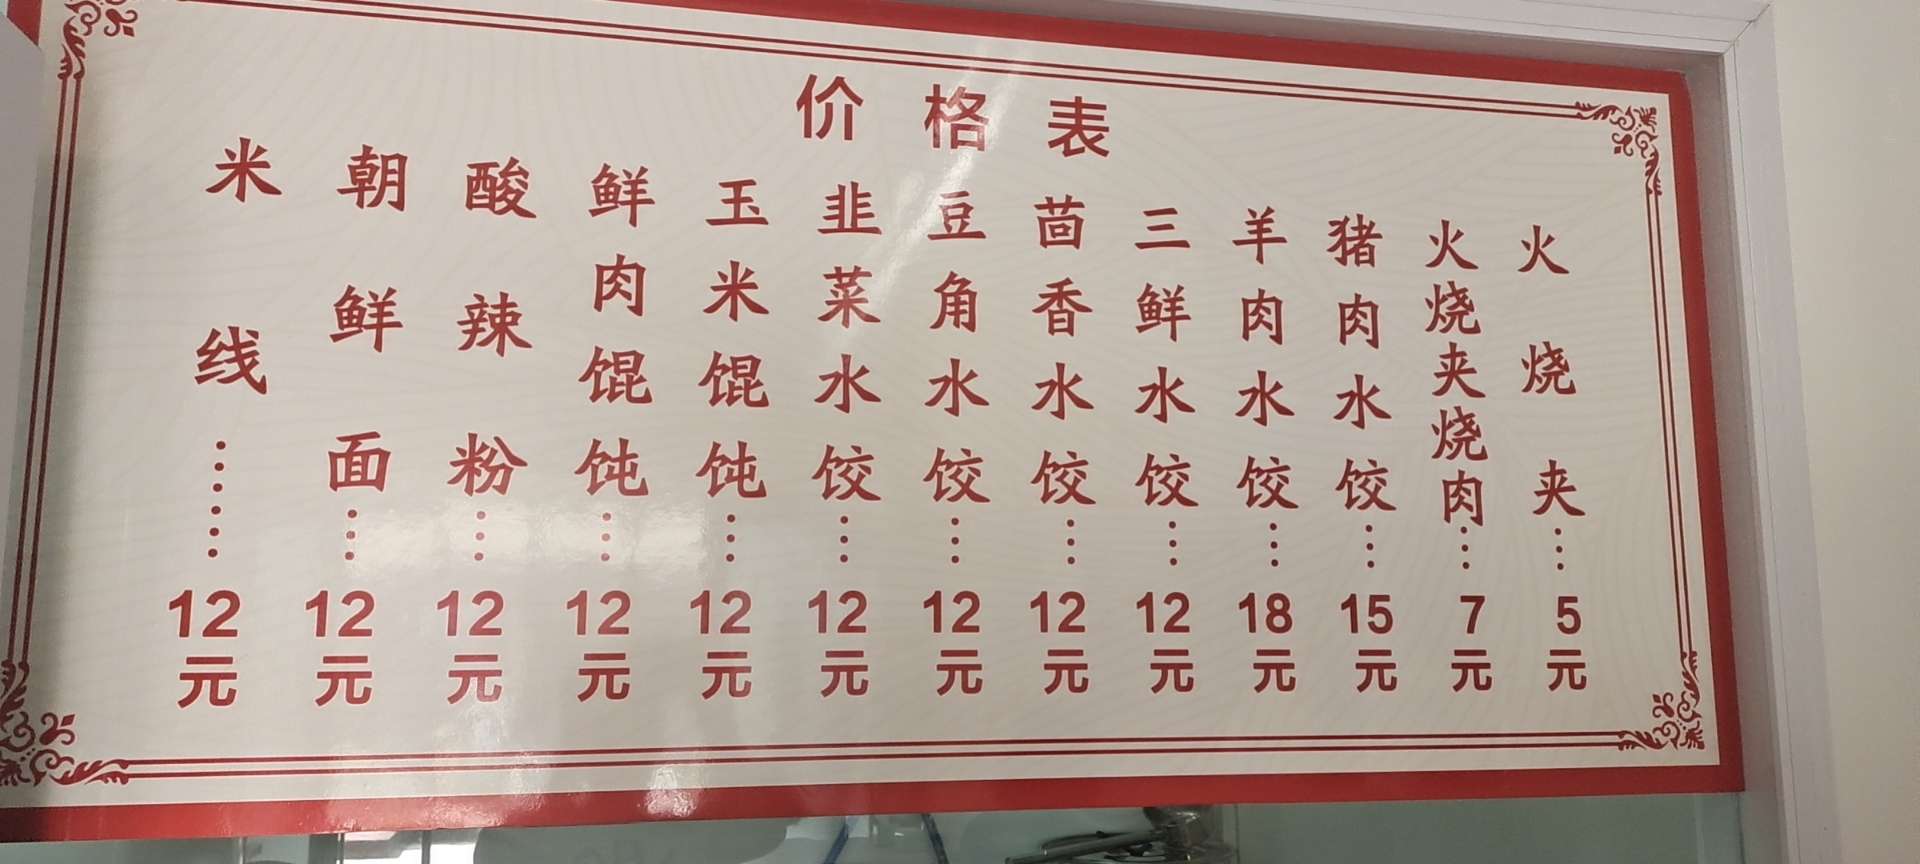 价格表
米线……12元
朝鲜面…12元
酸辣粉…12元
鲜肉馄饨…12元
玉米馄饨…12元
韭菜水饺…12元
豆角水饺…12元
茴香水饺…12元
三鲜水饺…12元
羊肉水饺…18元
猪肉水饺…15元
火烧夹烧肉…7元
火烧夹…5元